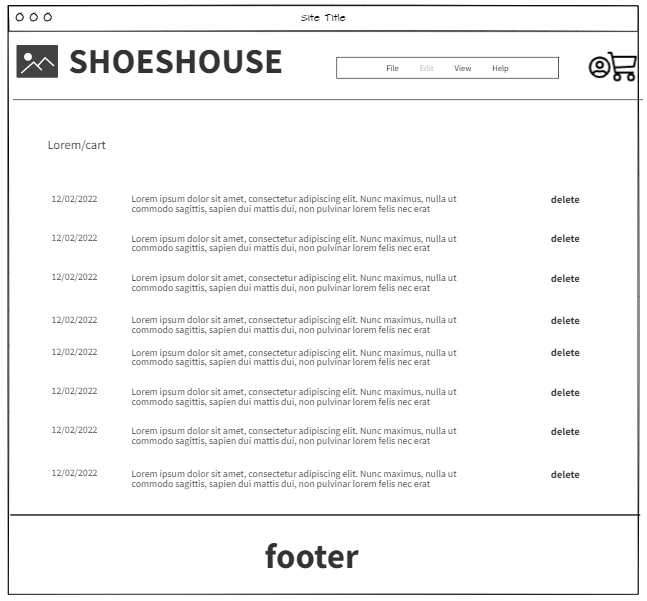 Site Title
SHOESHOUSE
File Edit View Help
Lorem/cart
12/02/2022 Lorem ipsum dolor sit amet, consectetur adipiscing elit. Nunc maximus, nulla ut delete
commodo sagittis, sapien dui mattis dui, non pulvinar lorem felis nec erat
12/02/2022 Lorem ipsum dolor sit amet, consectetur adipiscing elit. Nunc maximus, nulla ut delete
commodo sagittis, sapien dui mattis dui, non pulvinar lorem felis nec erat
12/02/2022 Lorem ipsum dolor sit amet, consectetur adipiscing elit. Nunc maximus, nulla ut delete
commodo sagittis, sapien dui mattis dui, non pulvinar lorem felis nec erat
12/02/2022 Lorem ipsum dolor sit amet, consectetur adipiscing elit. Nunc maximus, nulla ut delete
commodo sagittis, sapien dui mattis dui, non pulvinar lorem felis nec erat
12/02/2022 Lorem ipsum dolor sit amet, consectetur adipiscing elit. Nunc maximus, nulla ut delete
commodo sagittis, sapien dui mattis dui, non pulvinar lorem felis nec erat
12/02/2022 Lorem ipsum dolor sit amet, consectetur adipiscing elit. Nunc maximus, nulla ut delete
commodo sagittis, sapien dui mattis dui, non pulvinar lorem felis nec erat
12/02/2022 Lorem ipsum dolor sit amet, consectetur adipiscing elit. Nunc maximus, nulla ut delete
commodo sagittis, sapien dui mattis dui, non pulvinar lorem felis nec erat
12/02/2022 Lorem ipsum dolor sit amet, consectetur adipiscing elit. Nunc maximus, nulla ut delete
commodo sagittis, sapien dui mattis dui, non pulvinar lorem felis nec erat
footer